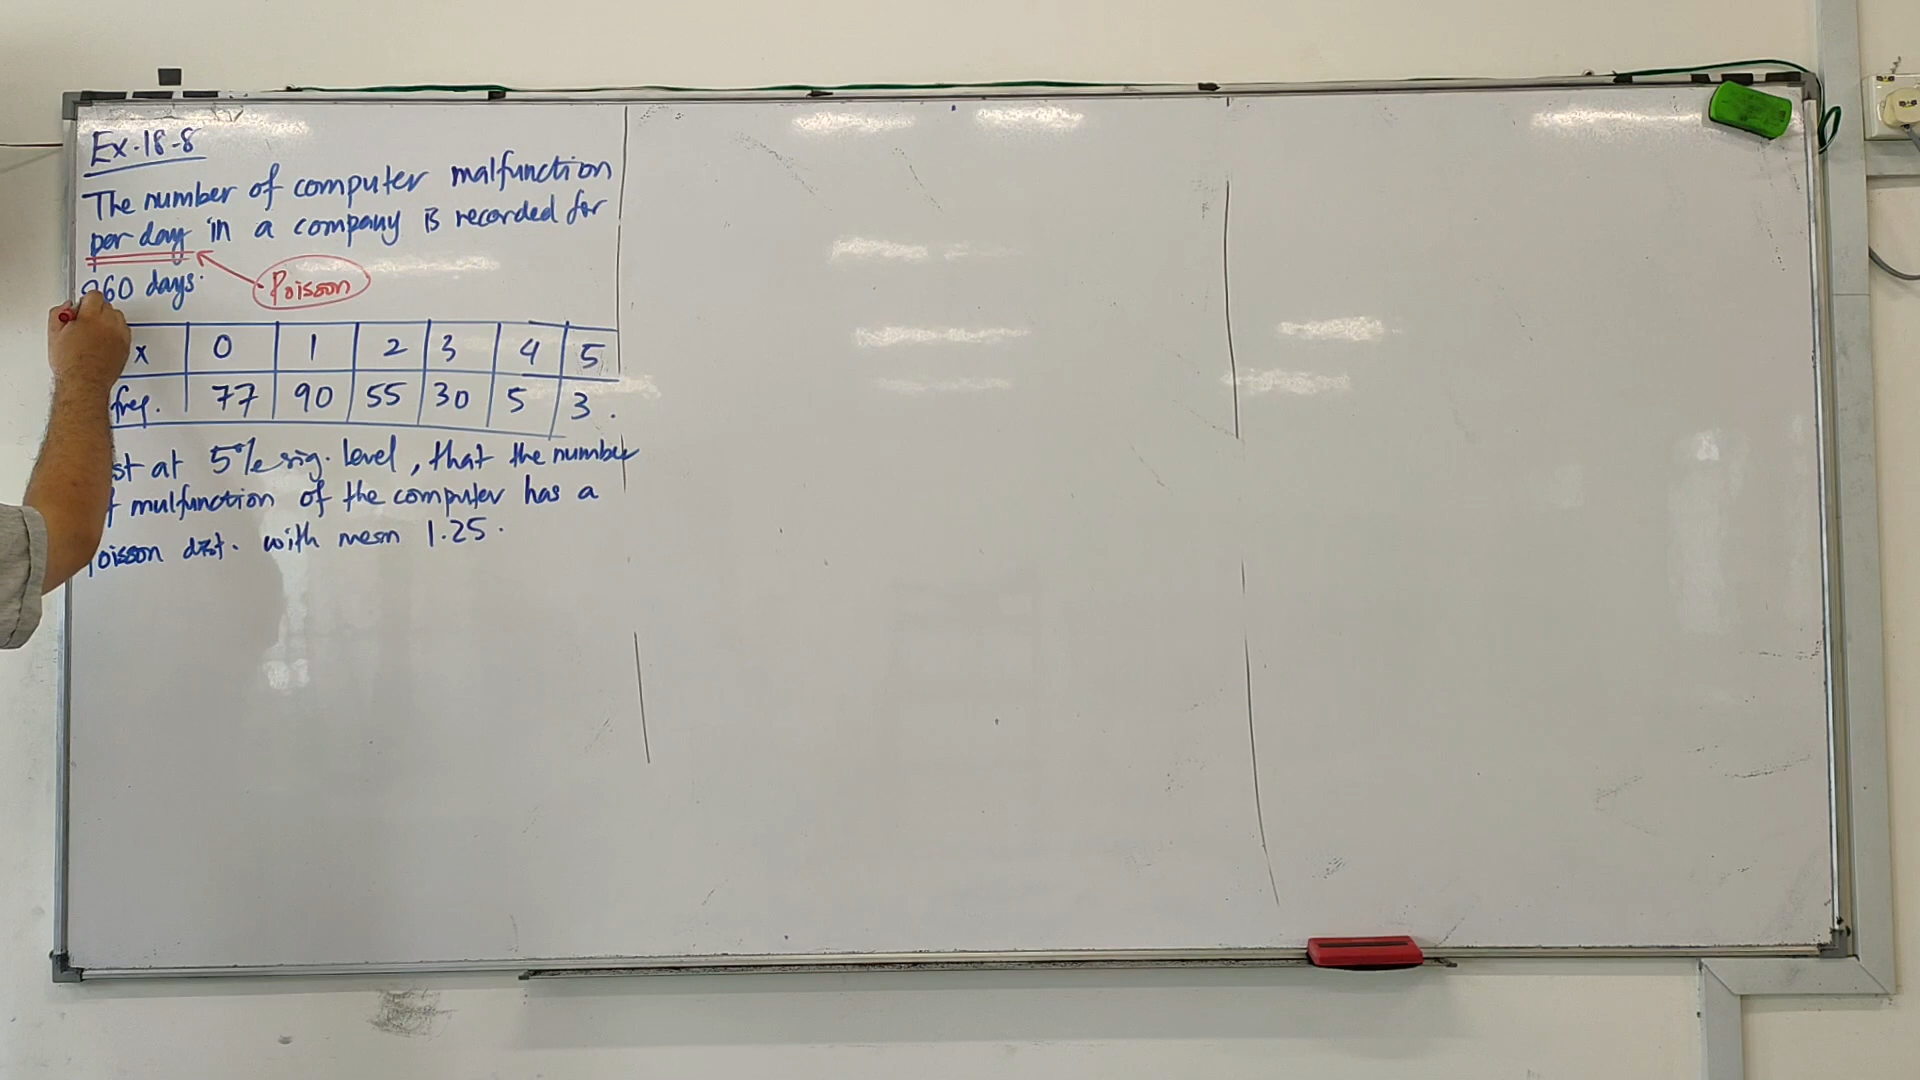 Ex.18-8
The number of computer malfunction
per day in a company is recorded for
260 days.
Poisson
x 0 1 2 3 4 5
freq. 77 90 55 30 5 3.
st at 5% sig. level, that the number
f mulfunction of the computer has a
oisson dist. with mean 1.25.